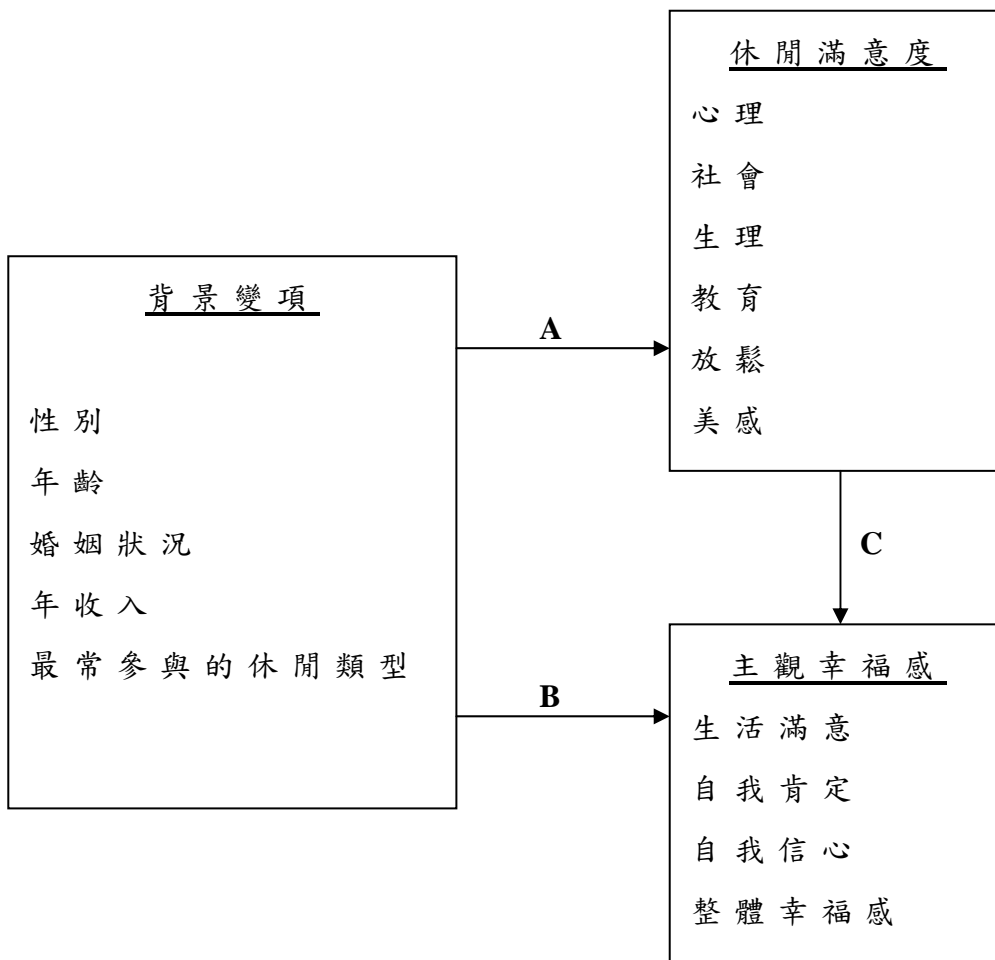 休閒滿意度
心理
社會
生理
教育
放鬆
美感
背景變項
性別
年齡
婚姻狀況
年收入
最常參與的休閒類型
A
B
C
主觀幸福感
生活滿意
自我肯定
自我信心
整體幸福感